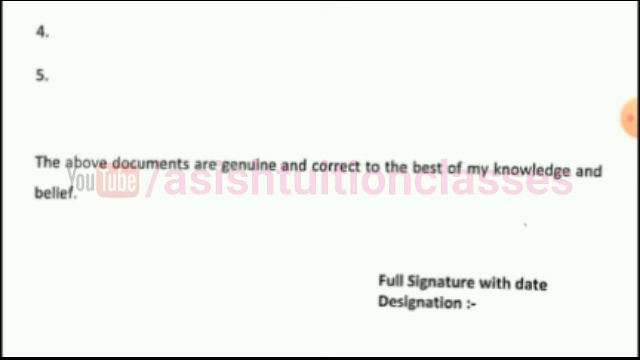 4.
5.
The above documents are genuine and correct to the best of my knowledge and
YouTube/asishtuitionclasses
belief.
Full Signature with date
Designation :-